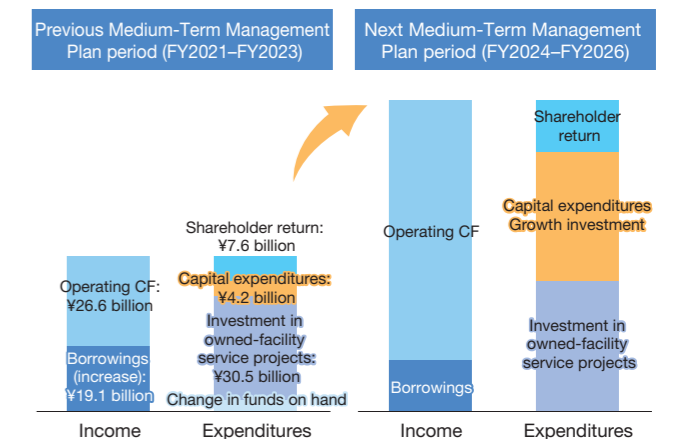 Previous Medium-Term Management
Plan period (FY2021–FY2023)
Next Medium-Term Management
Plan period (FY2024–FY2026)
Operating CF:
¥26.6 billion
Borrowings
(increase):
¥19.1 billion
Income
Shareholder return:
¥7.6 billion
Capital expenditures:
¥4.2 billion
Investment in
owned-facility
service projects:
¥30.5 billion
Change in funds on hand
Expenditures
Operating CF
Borrowings
Income
Shareholder
return
Capital expenditures
Growth investment
Investment in
owned-facility
service projects
Expenditures